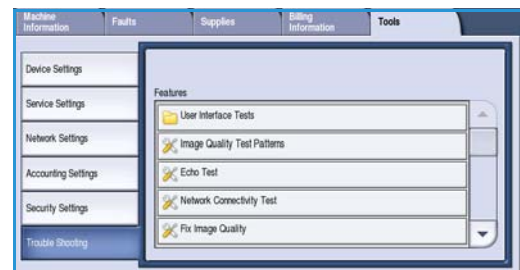 Machine
Information
Faults
Supplies
Billing
Information
Tools
Device Settings
Service Settings
Network Settings
Accounting Settings
Security Settings
Trouble Shooting
Features
User Interface Tests
Image Quality Test Patterns
Echo Test
Network Connectivity Test
Fix Image Quality